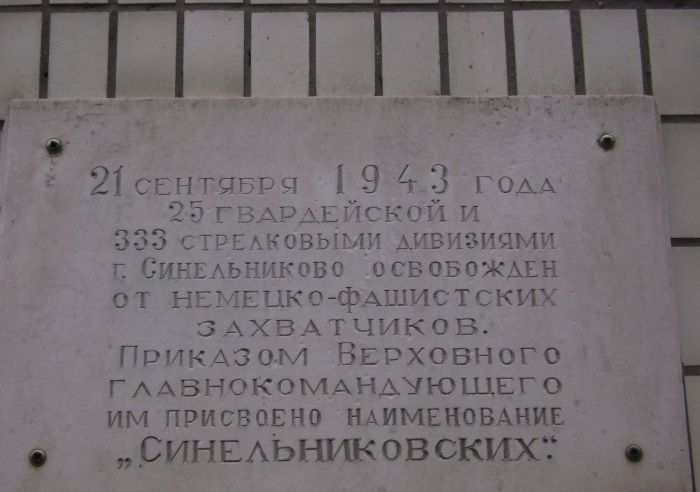 21 СЕНТЯБРЯ 1943 ГОДА
25 ГВАРДЕЙСКОЙ И
333 СТРЕЛКОВЫМИ ДИВИЗИЯМИ
Г. СИНЕЛЬНИКОВО ОСВОБОЖДЕН
ОТ НЕМЕЦКО-ФАШИСТСКИХ
ЗАХВАТЧИКОВ.
ПРИКАЗОМ ВЕРХОВНОГО
ГЛАВНОКОМАНДУЮЩЕГО
ИМ ПРИСВОЕНО НАИМЕНОВАНИЕ
„СИНЕЛЬНИКОВСКИХ“.